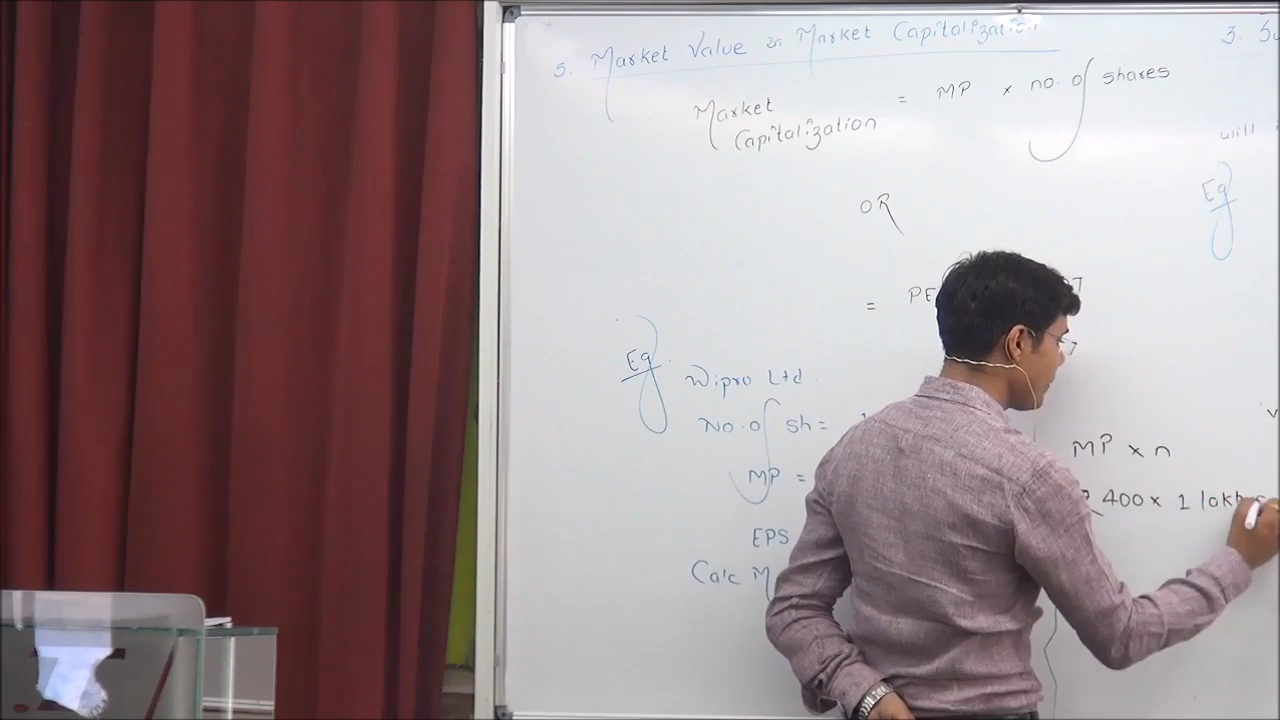 5. Market Value or Market Capitalization
Market Capitalization = MP x no. of shares
OR
= PE
Eg Wipro Ltd.
No. of sh =
MP =
EPS
Calc M
MP x n
400 x 1 lakh
3. Su
will
Eg